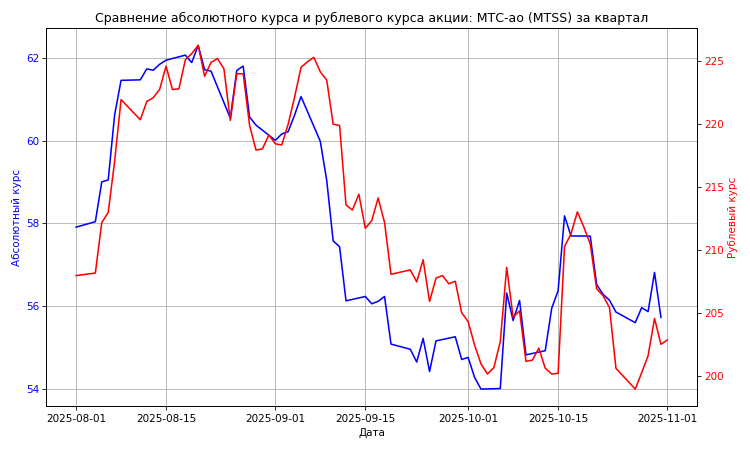 Сравнение абсолютного курса и рублевого курса акции: МТС-ао (MTSS) за квартал
62
60
58
56
54
Абсолютный курс
225
220
215
210
205
200
Рублевый курс
2025-08-01 2025-08-15 2025-09-01 2025-09-15 2025-10-01 2025-10-15 2025-11-01
Дата